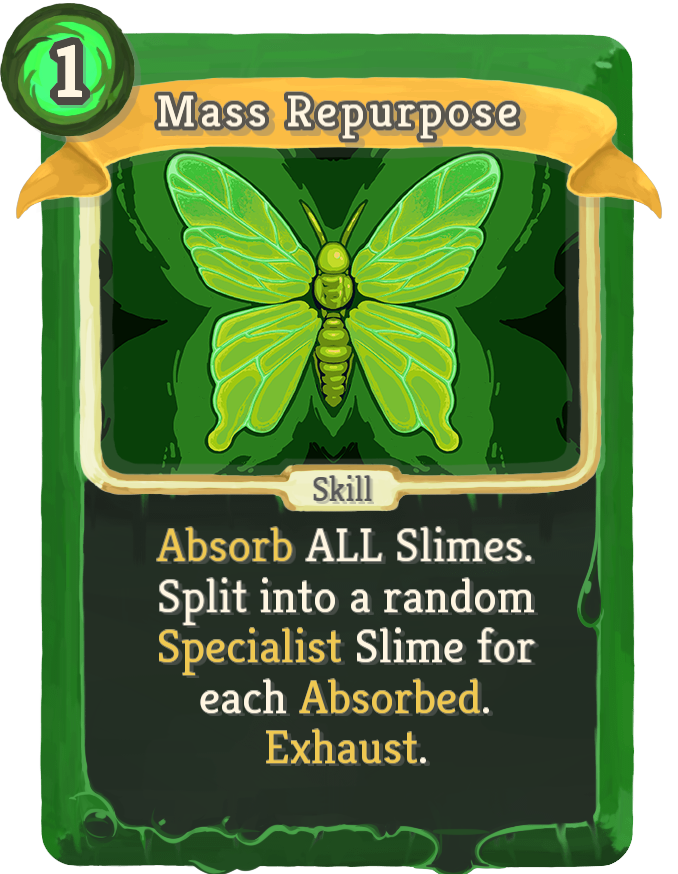 1
Mass Repurpose
Skill
Absorb ALL Slimes.
Split into a random
Specialist Slime for
each Absorbed.
Exhaust.